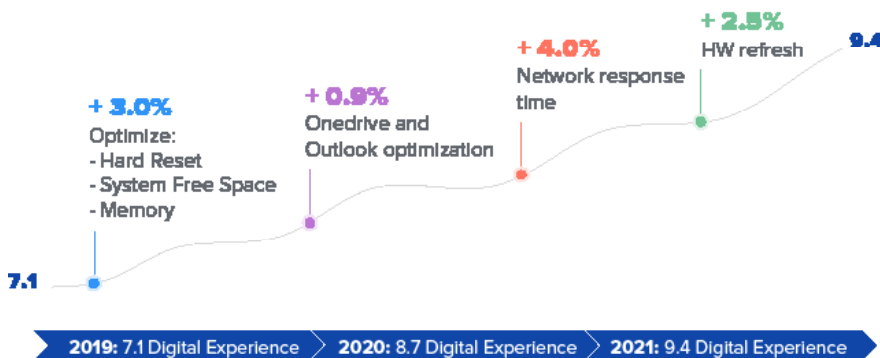 + 2.5%
HW refresh
9.4
+ 4.0%
Network response
time
+ 0.9%
Onedrive and
Outlook optimization
+ 3.0%
Optimize:
- Hard Reset
- System Free Space
- Memory
7.1
2019: 7.1 Digital Experience
2020: 8.7 Digital Experience
2021: 9.4 Digital Experience